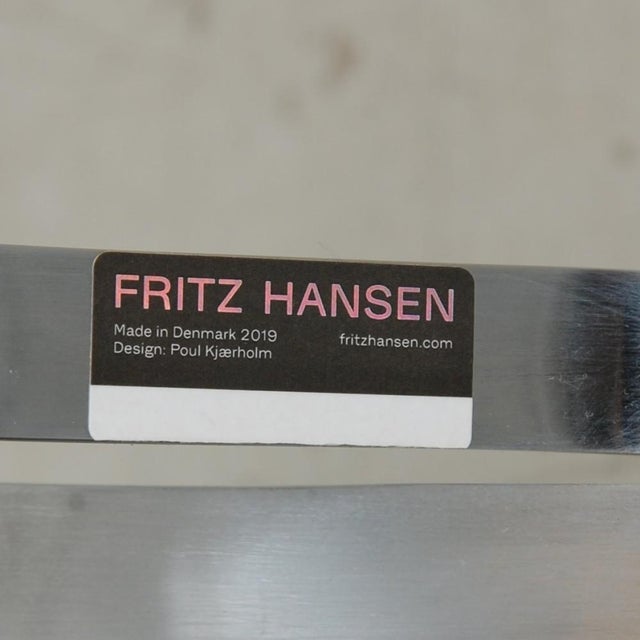 FRITZ HANSEN
Made in Denmark 2019
Design: Poul Kjærholm
fritzhansen.com